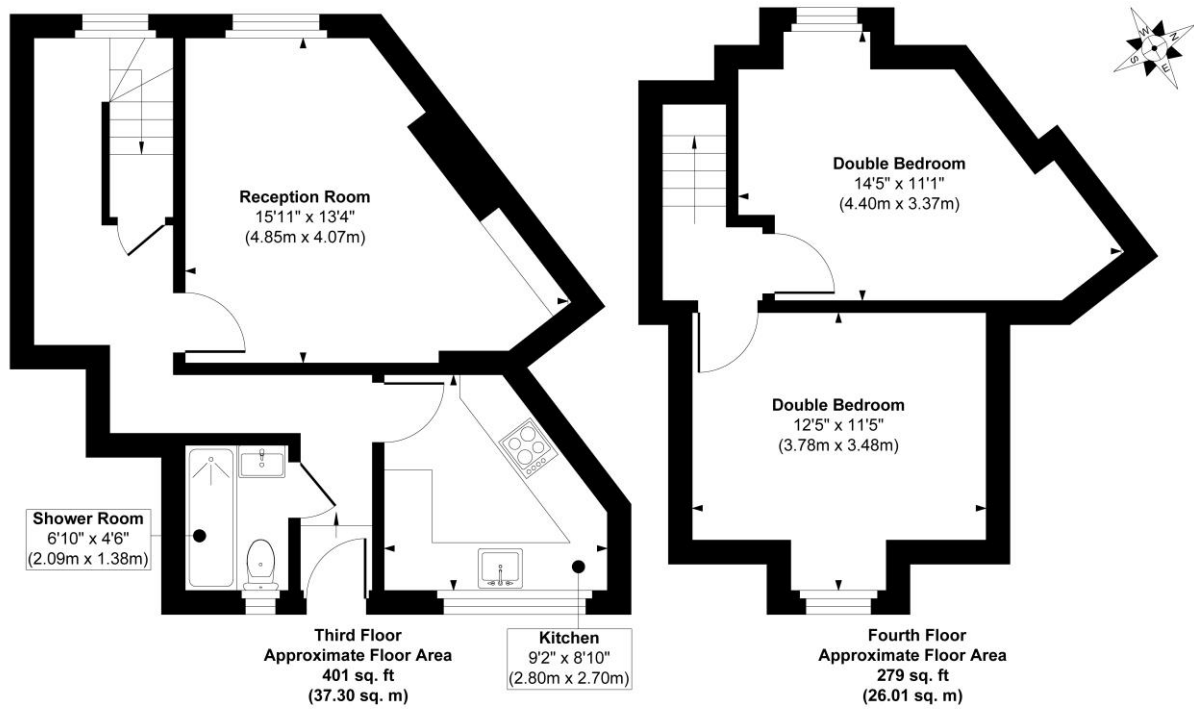 Reception Room
15'11" x 13'4"
(4.85m x 4.07m)
Shower Room
6'10" x 4'6"
(2.09m x 1.38m)
Kitchen
9'2" x 8'10"
(2.80m x 2.70m)
Third Floor
Approximate Floor Area
401 sq. ft
(37.30 sq. m)
W N
S E
Double Bedroom
14'5" x 11'1"
(4.40m x 3.37m)
Double Bedroom
12'5" x 11'5"
(3.78m x 3.48m)
Fourth Floor
Approximate Floor Area
279 sq. ft
(26.01 sq. m)